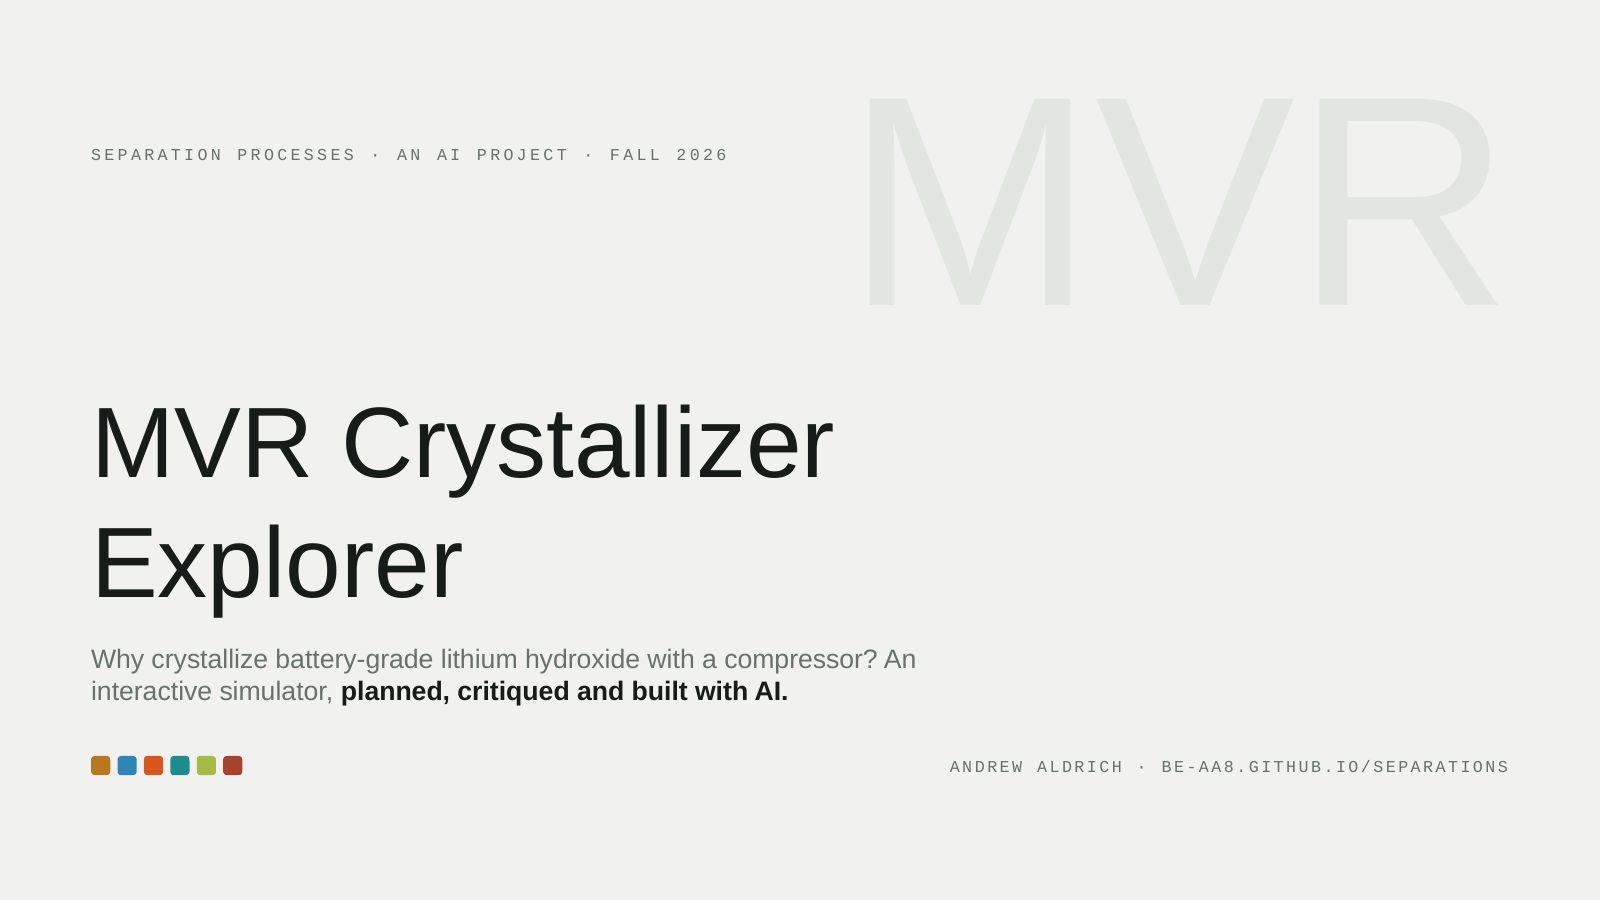 MVR
SEPARATION PROCESSES · AN AI PROJECT · FALL 2026
MVR Crystallizer
Explorer
Why crystallize battery-grade lithium hydroxide with a compressor? An
interactive simulator, planned, critiqued and built with AI.
ANDREW ALDRICH · BE-AA8.GITHUB.IO/SEPARATIONS